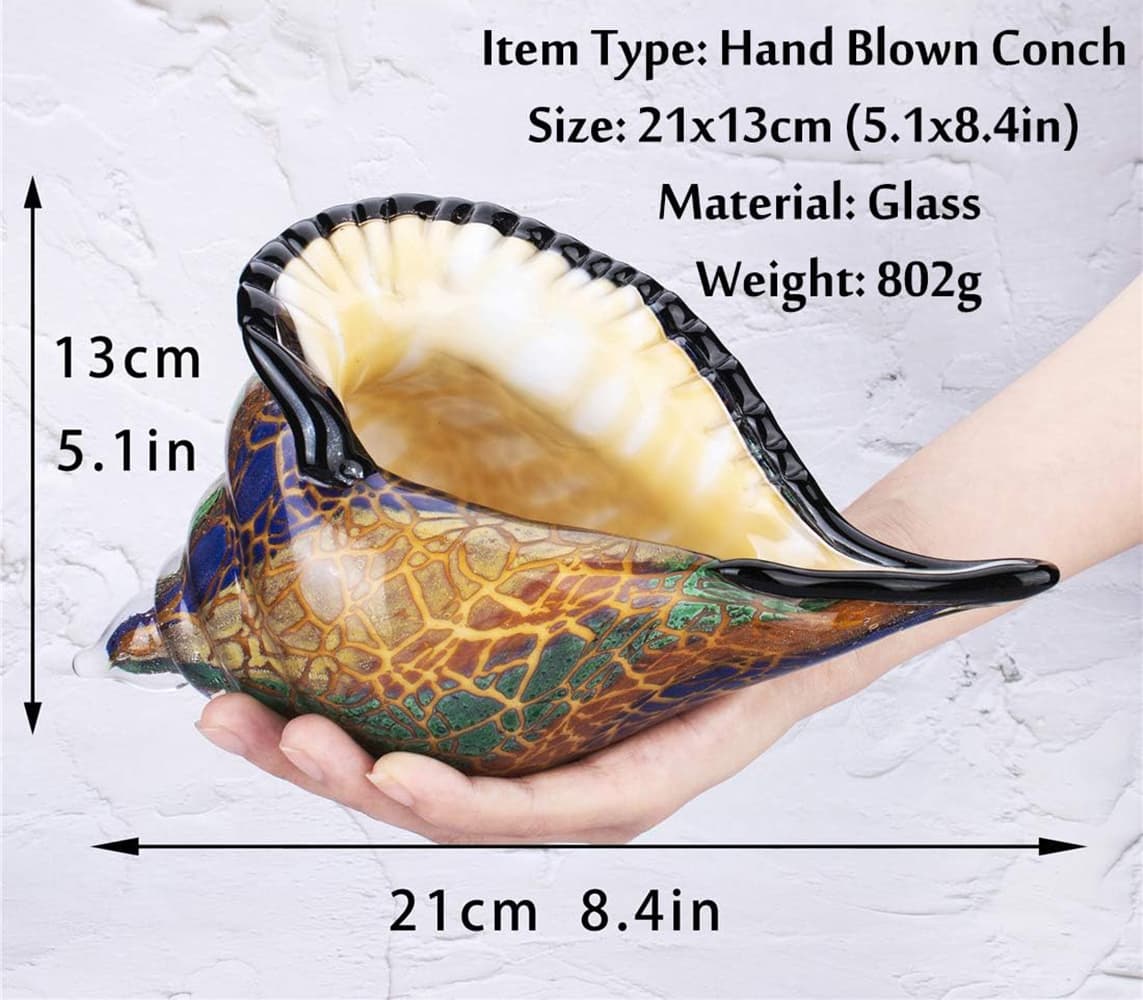 Item Type: Hand Blown Conch
Size: 21x13cm (5.1x8.4in)
Material: Glass
Weight: 802g
13cm
5.1in
21cm 8.4in